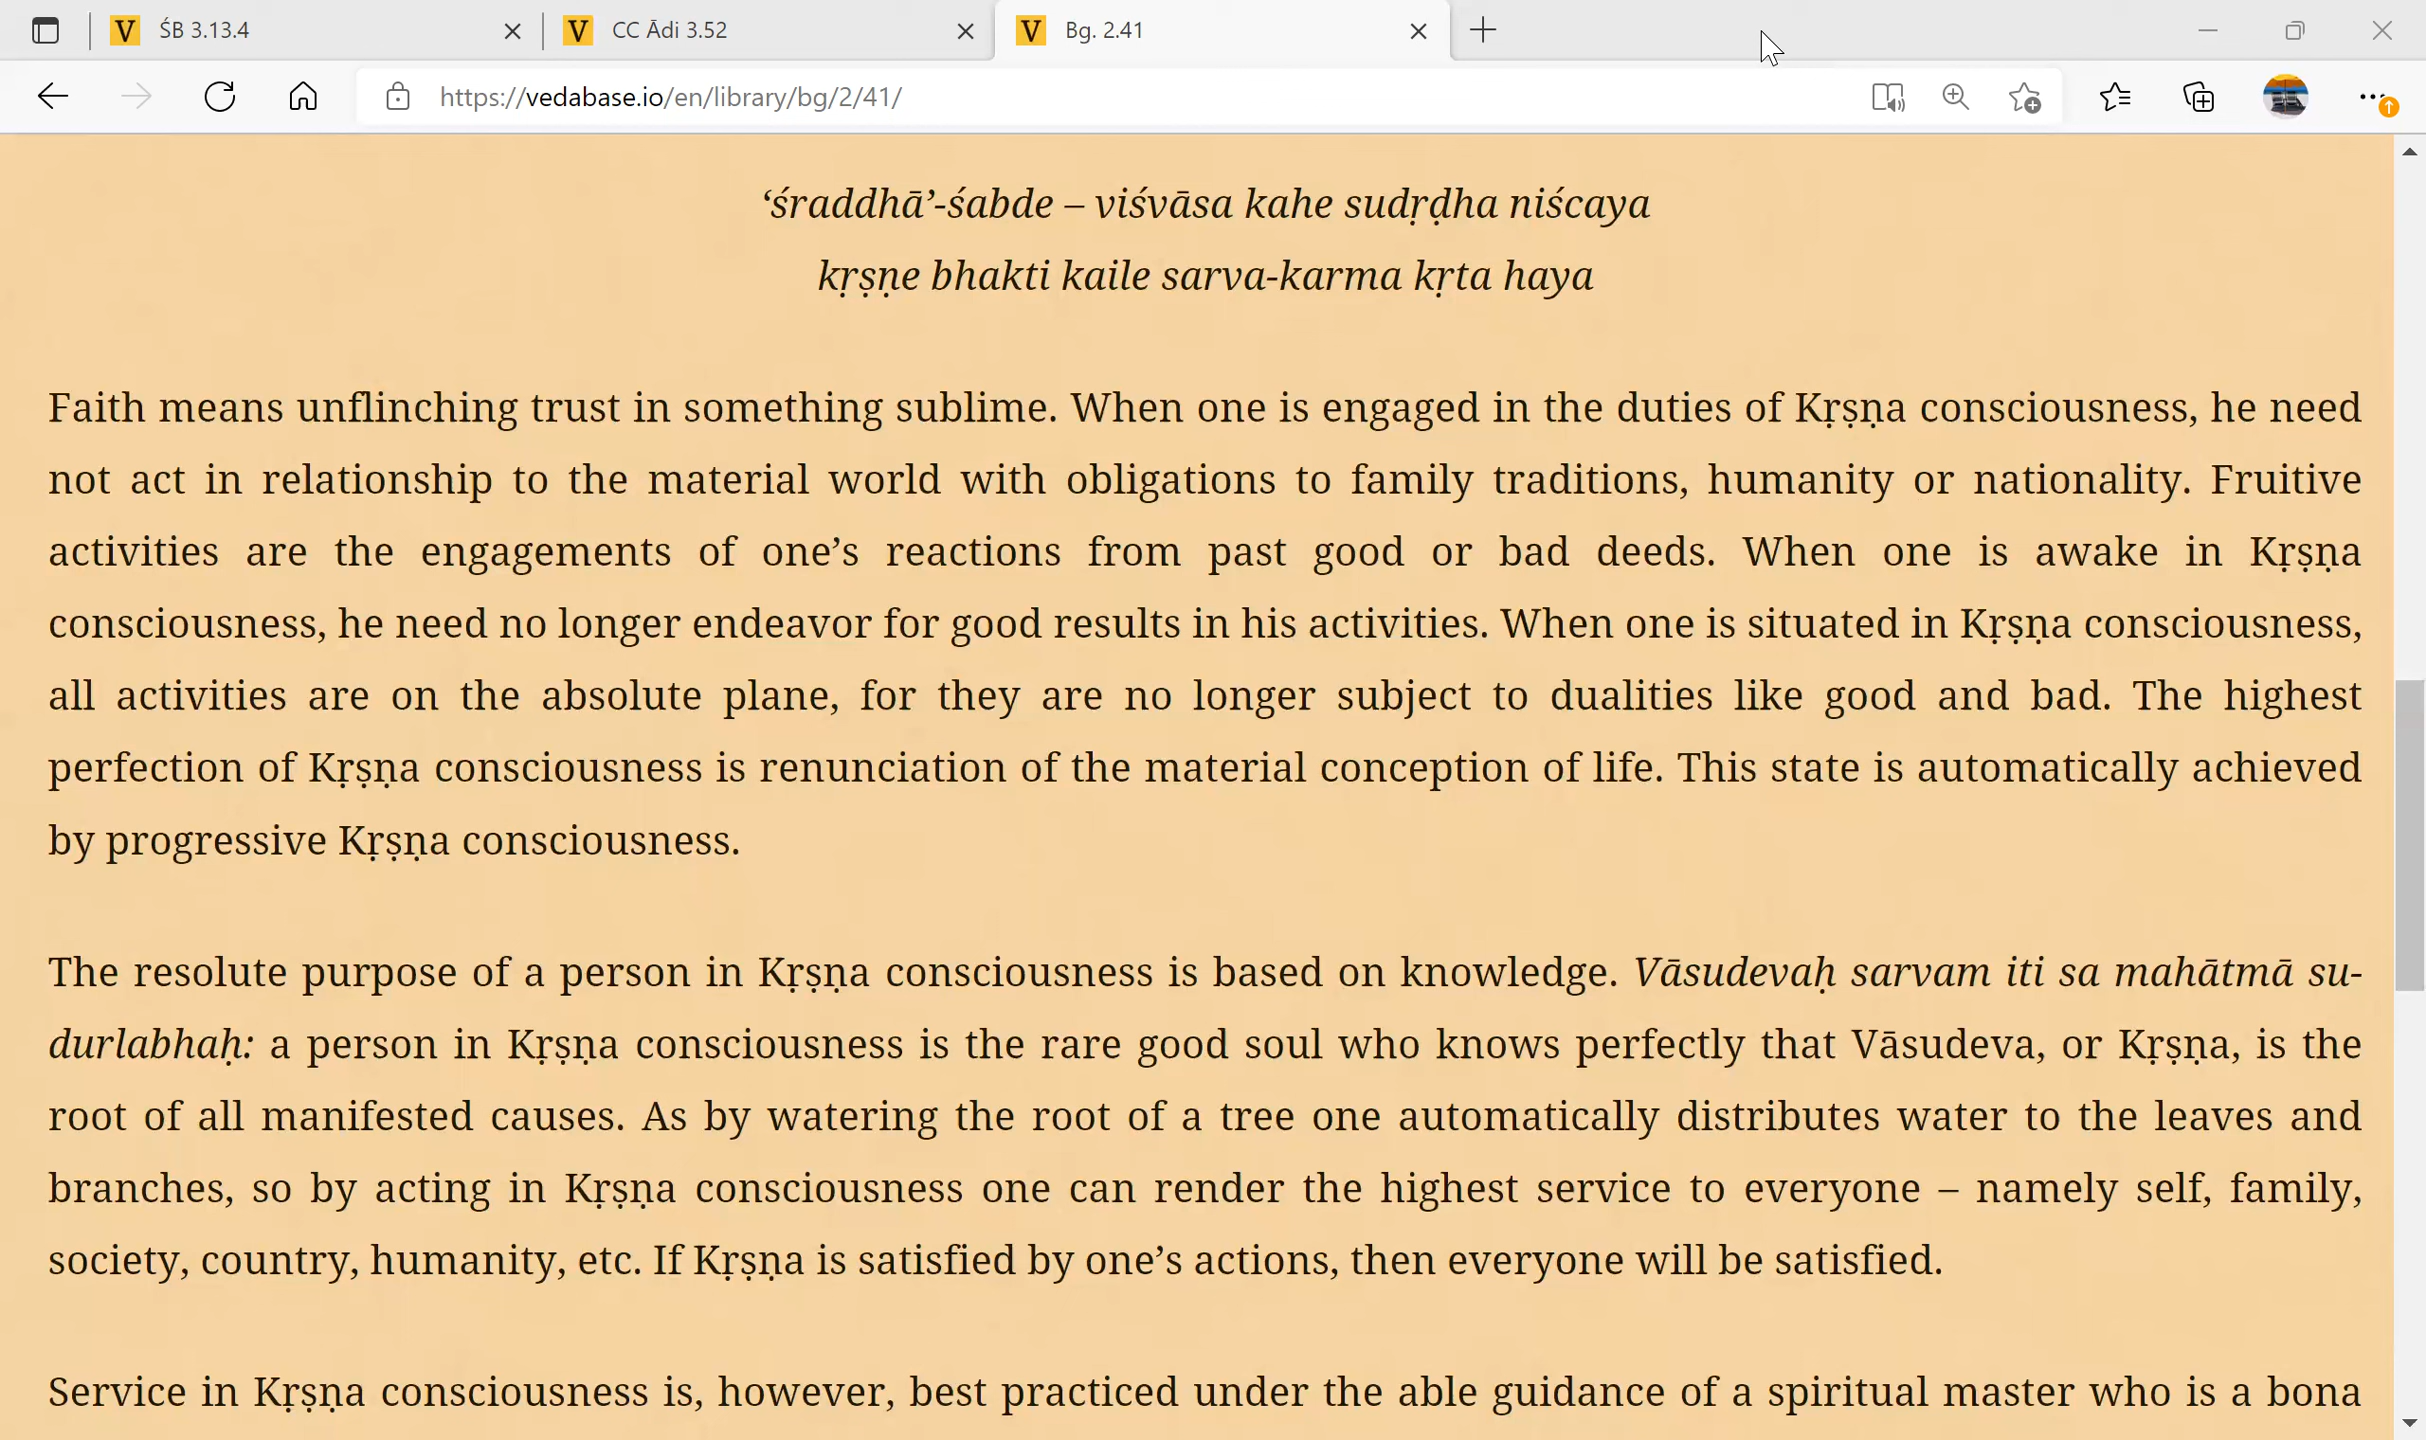 ŚB 3.13.4
CC Ādi 3.52
Bg. 2.41
https://vedabase.io/en/library/bg/2/41/
‘śraddhā’-śabde – viśvāsa kahe sudṛḍha niścaya
kṛṣṇe bhakti kaile sarva-karma kṛta haya
Faith means unflinching trust in something sublime. When one is engaged in the duties of Kṛṣṇa consciousness, he need
not act in relationship to the material world with obligations to family traditions, humanity or nationality. Fruitive
activities are the engagements of one’s reactions from past good or bad deeds. When one is awake in Kṛṣṇa
consciousness, he need no longer endeavor for good results in his activities. When one is situated in Kṛṣṇa consciousness,
all activities are on the absolute plane, for they are no longer subject to dualities like good and bad. The highest
perfection of Kṛṣṇa consciousness is renunciation of the material conception of life. This state is automatically achieved
by progressive Kṛṣṇa consciousness.
The resolute purpose of a person in Kṛṣṇa consciousness is based on knowledge. Vāsudevaḥ sarvam iti sa mahātmā su-
durlabhaḥ: a person in Kṛṣṇa consciousness is the rare good soul who knows perfectly that Vāsudeva, or Kṛṣṇa, is the
root of all manifested causes. As by watering the root of a tree one automatically distributes water to the leaves and
branches, so by acting in Kṛṣṇa consciousness one can render the highest service to everyone – namely self, family,
society, country, humanity, etc. If Kṛṣṇa is satisfied by one’s actions, then everyone will be satisfied.
Service in Kṛṣṇa consciousness is, however, best practiced under the able guidance of a spiritual master who is a bona